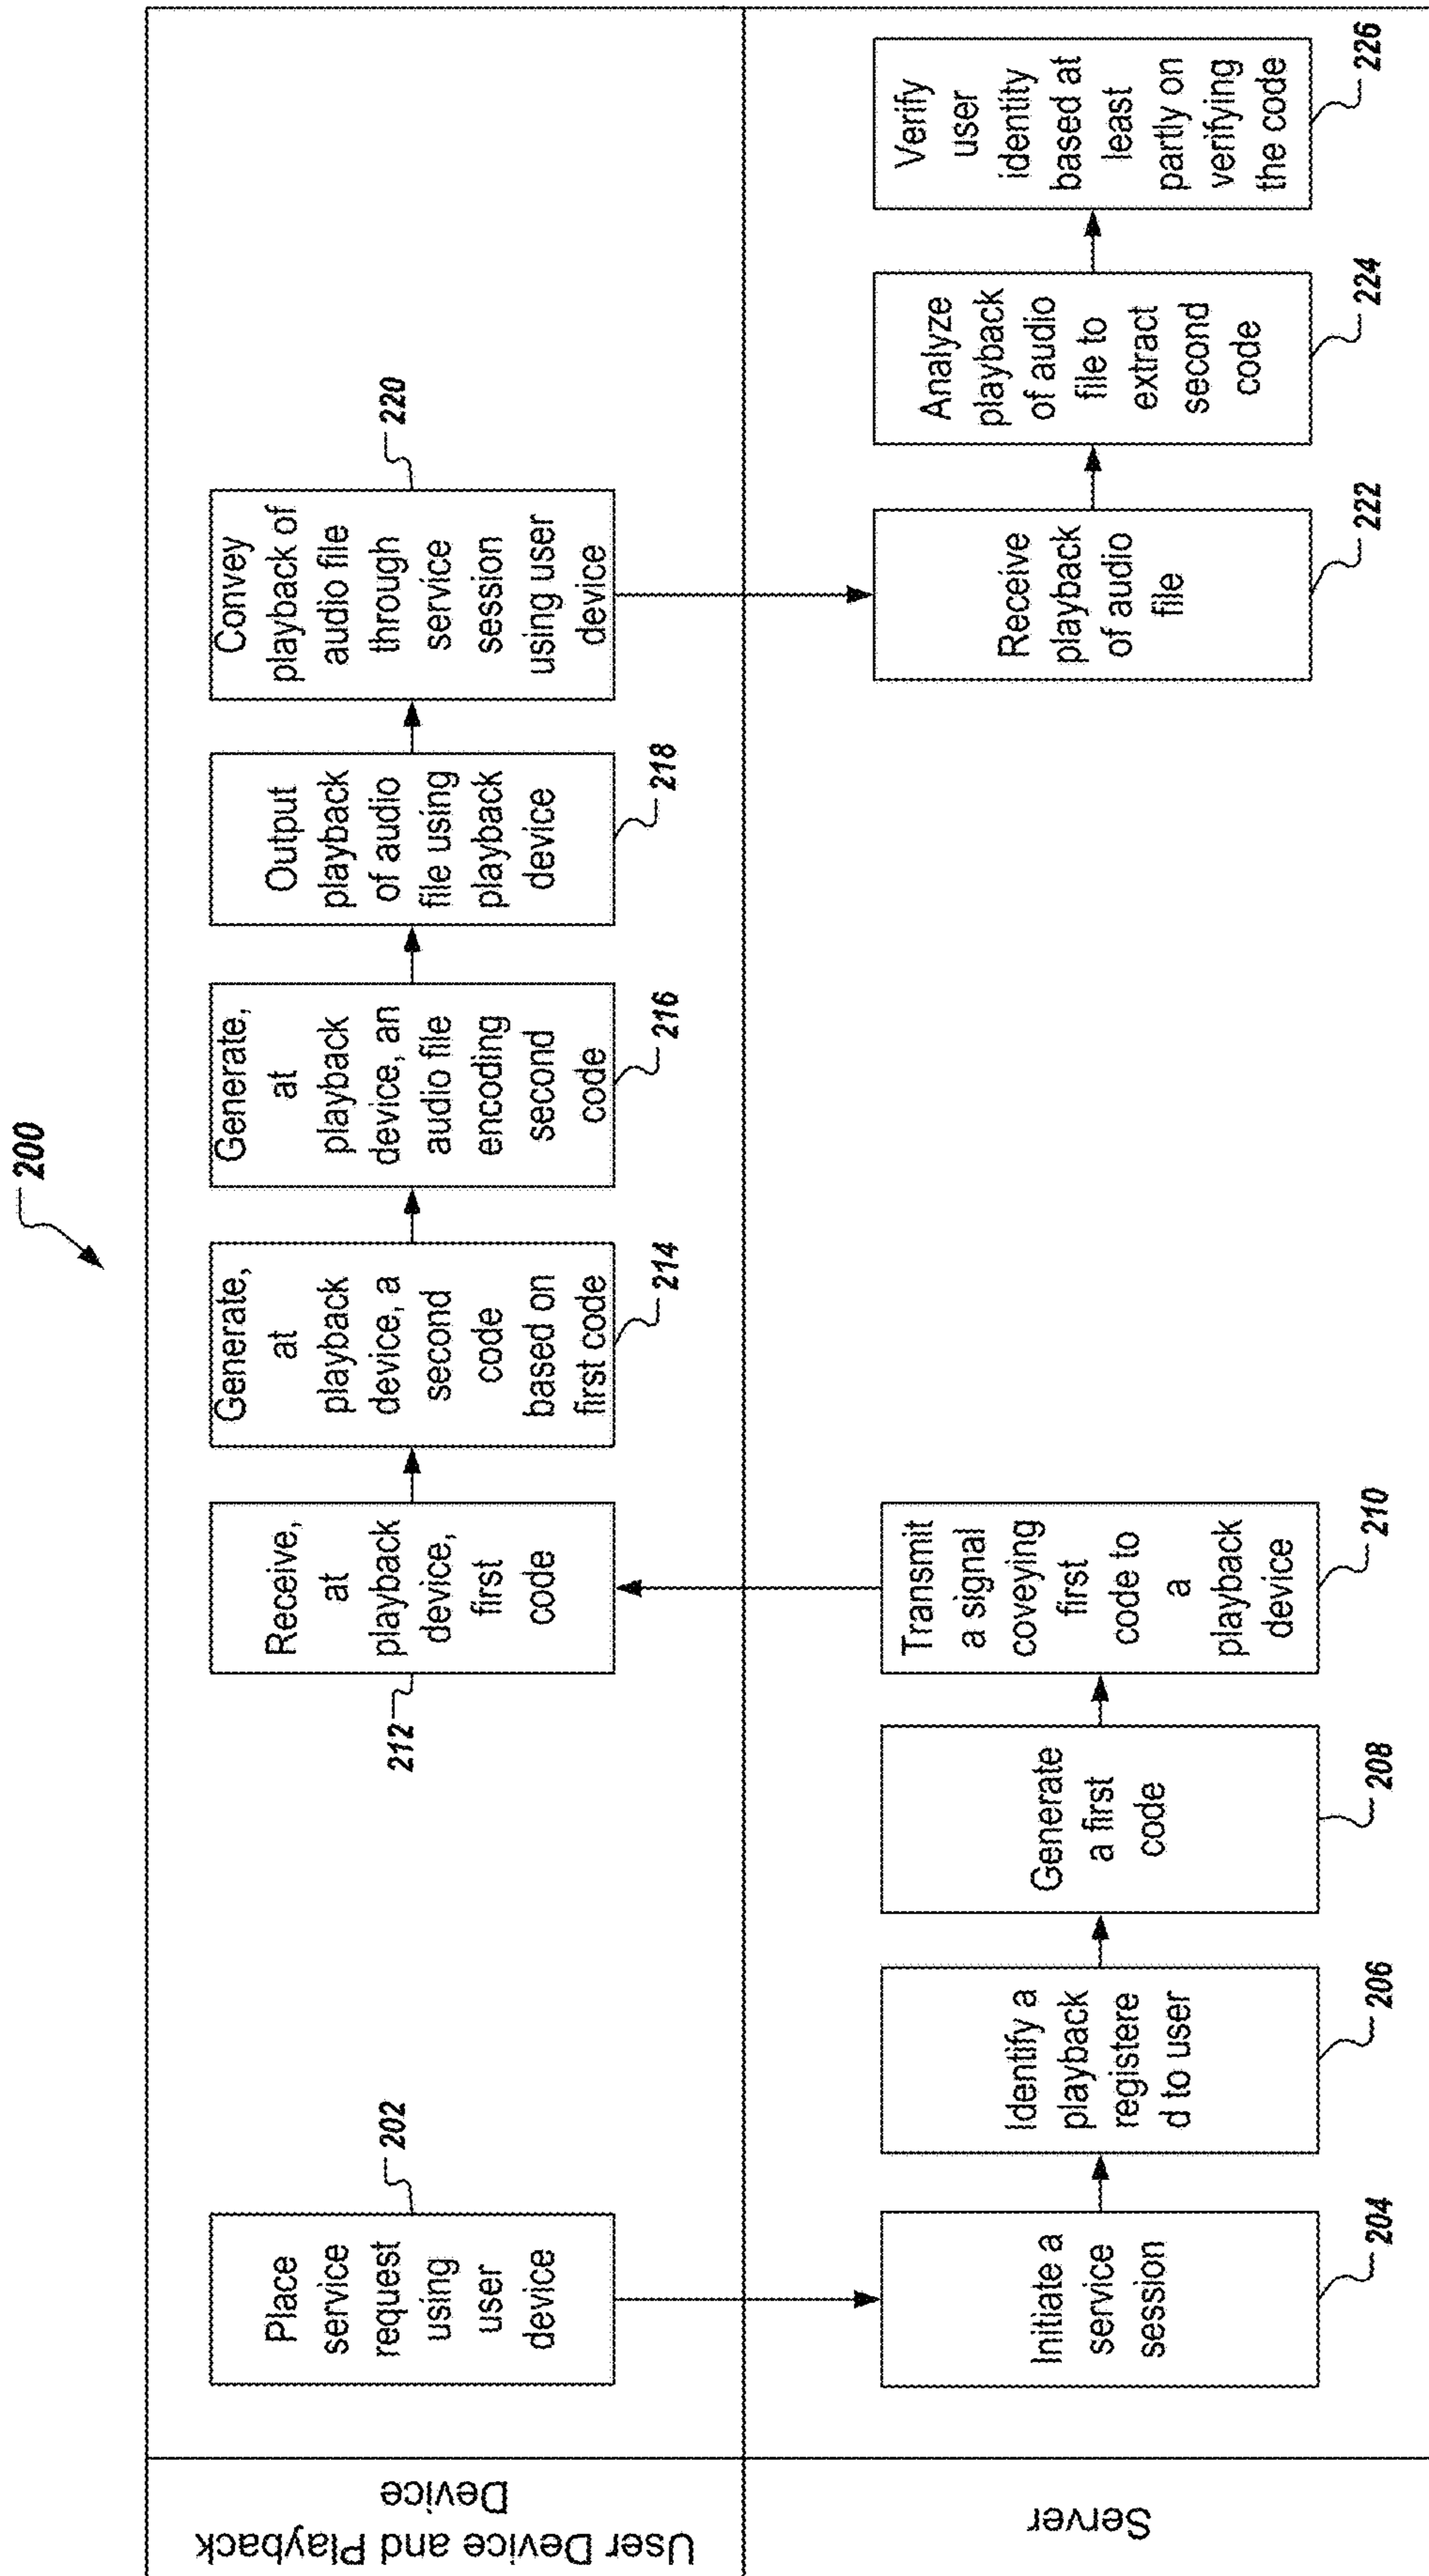 200
User Device and Playback
Device
Place
service
request
using
user
device
202
Receive,
at
playback
device,
first
code
212
Generate,
at
playback
device, a
second
code
based on
first code
214
Generate,
at
playback
device, an
audio file
encoding
second
code
216
Output
playback
of audio
file using
playback
device
218
Convey
playback of
audio file
through
service
session
using user
device
220
Server
Initiate a
service
session
204
Identify a
playback
registere
d to user
206
Generate
a first
code
208
Transmit
a signal
coveying
first
code to
a
playback
device
210
Receive
playback
of audio
file
222
Analyze
playback
of audio
file to
extract
second
code
224
Verify
user
identity
based at
least
partly on
verifying
the code
226